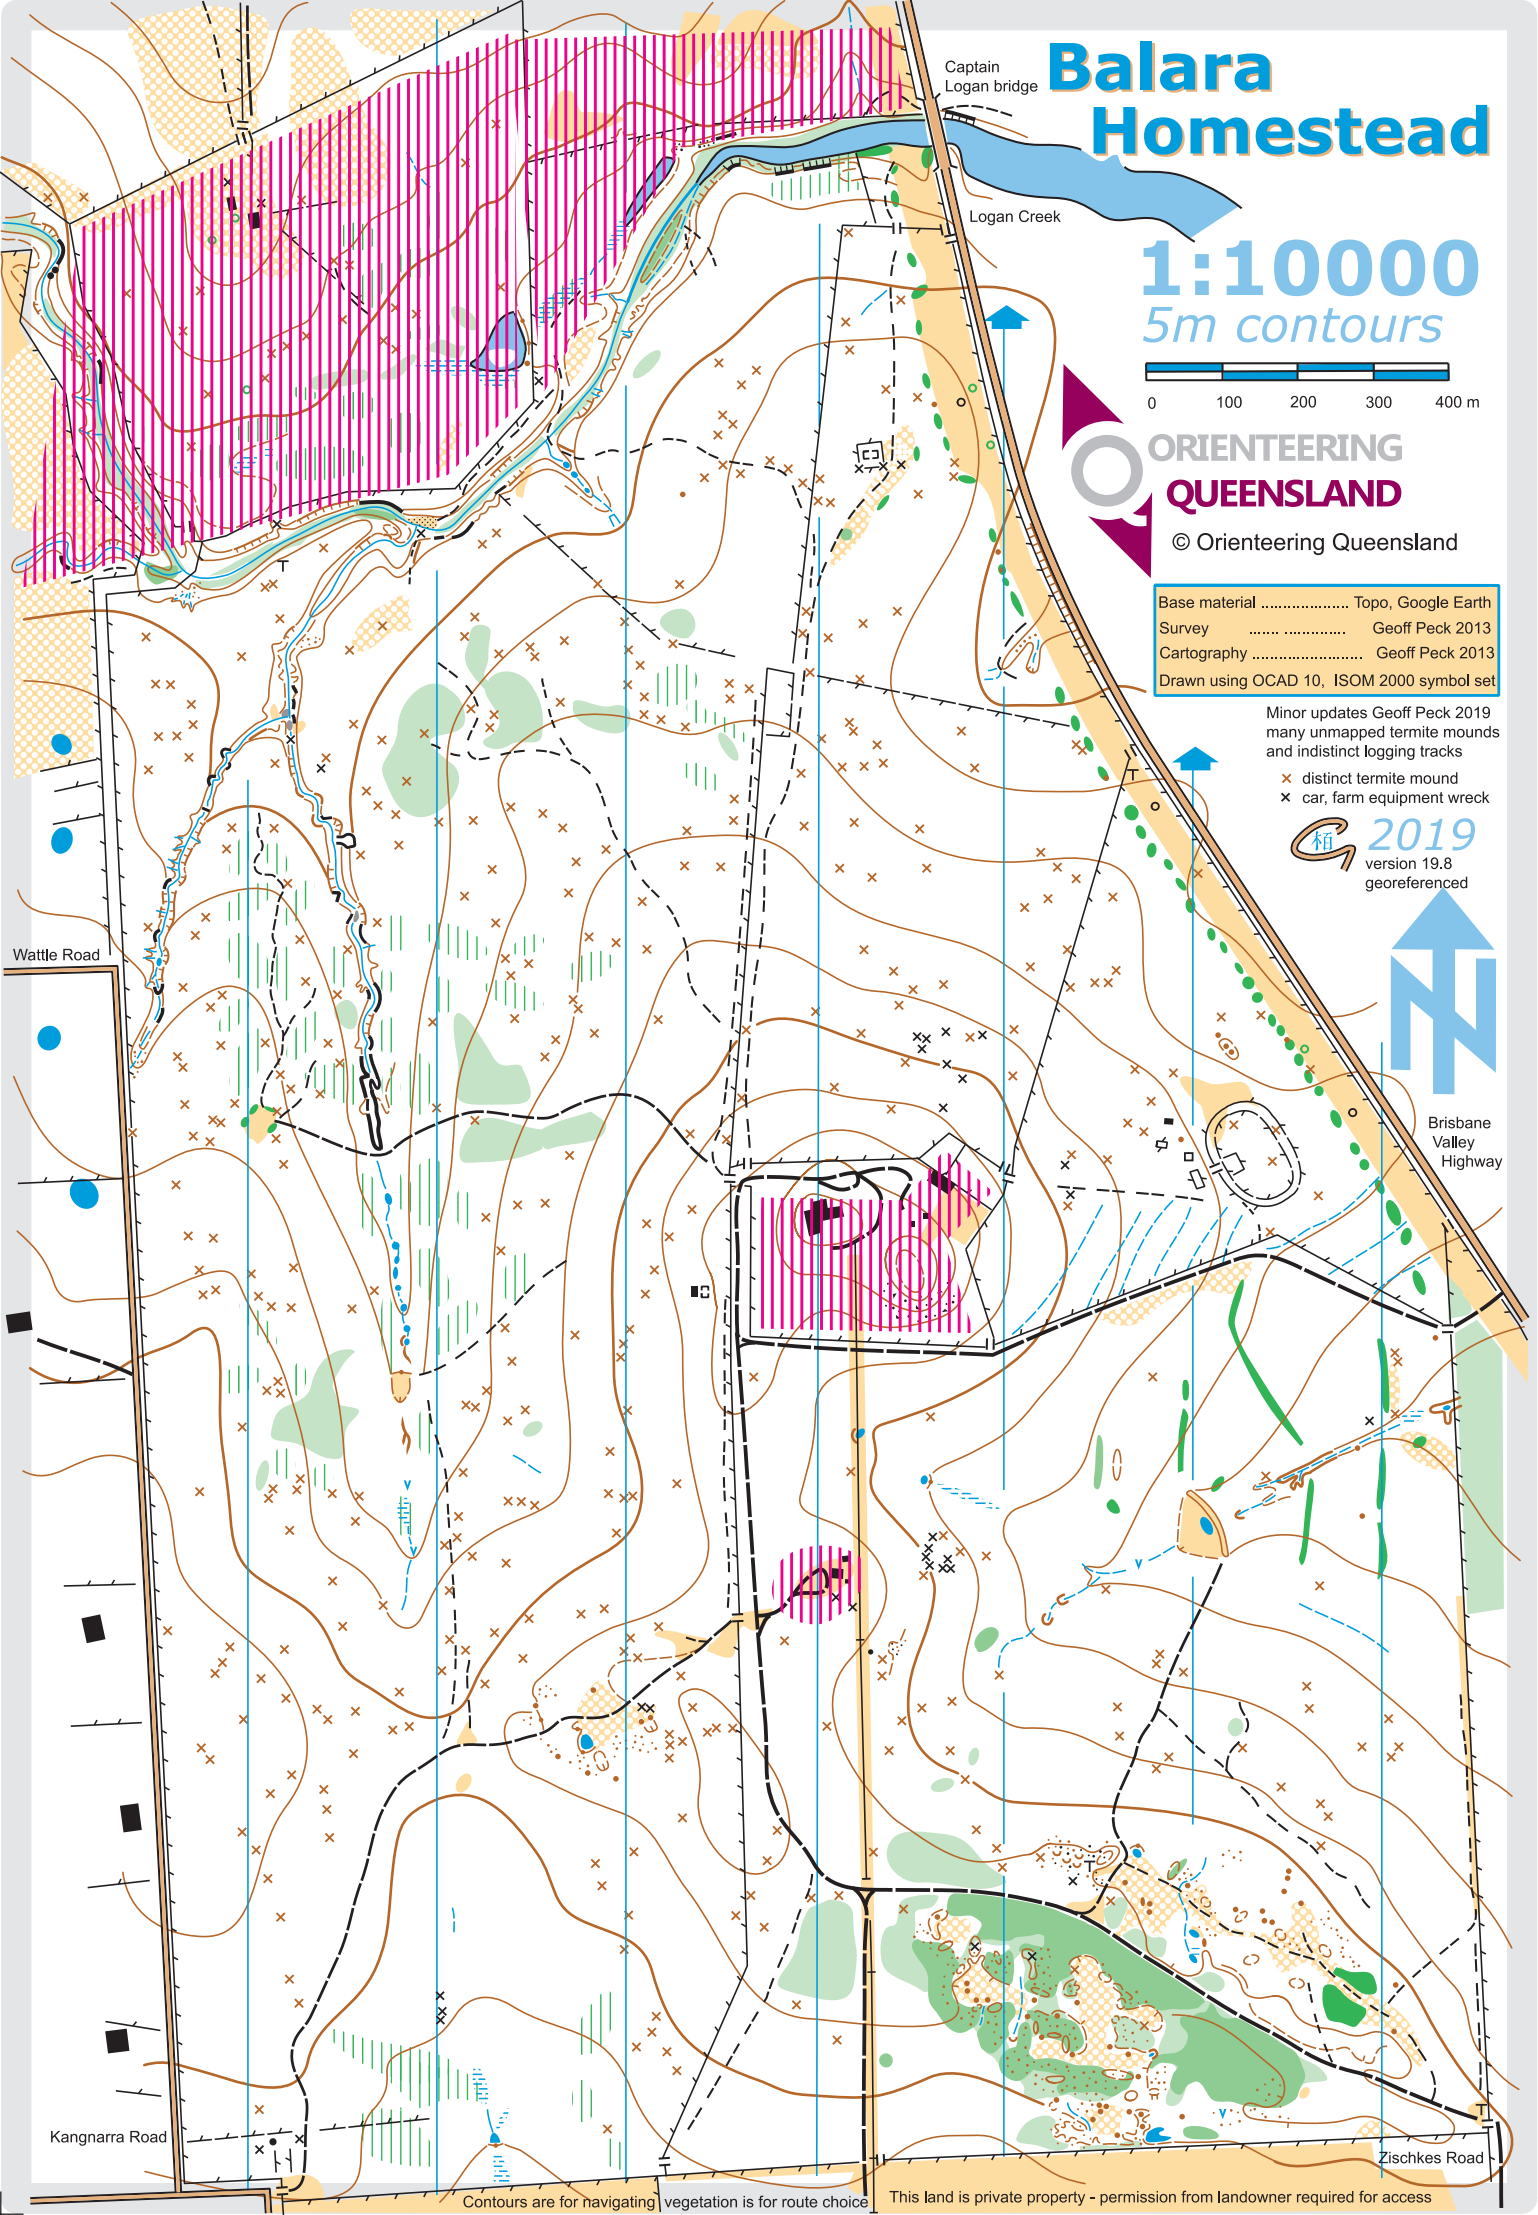 Captain
Logan bridge
Balara
Homestead
Logan Creek
1:10000
5m contours
0 100 200 300 400 m
ORIENTEERING
QUEENSLAND
© Orienteering Queensland
Base material .................... Topo, Google Earth
Survey ...... ............. Geoff Peck 2013
Cartography ......................... Geoff Peck 2013
Drawn using OCAD 10, ISOM 2000 symbol set
Minor updates Geoff Peck 2019
many unmapped termite mounds
and indistinct logging tracks
× distinct termite mound
× car, farm equipment wreck
栢
2019
version 19.8
georeferenced
N
Wattle Road
Brisbane
Valley
Highway
Kangnarra Road
Zischkes Road
Contours are for navigating vegetation is for route choice
This land is private property - permission from landowner required for access